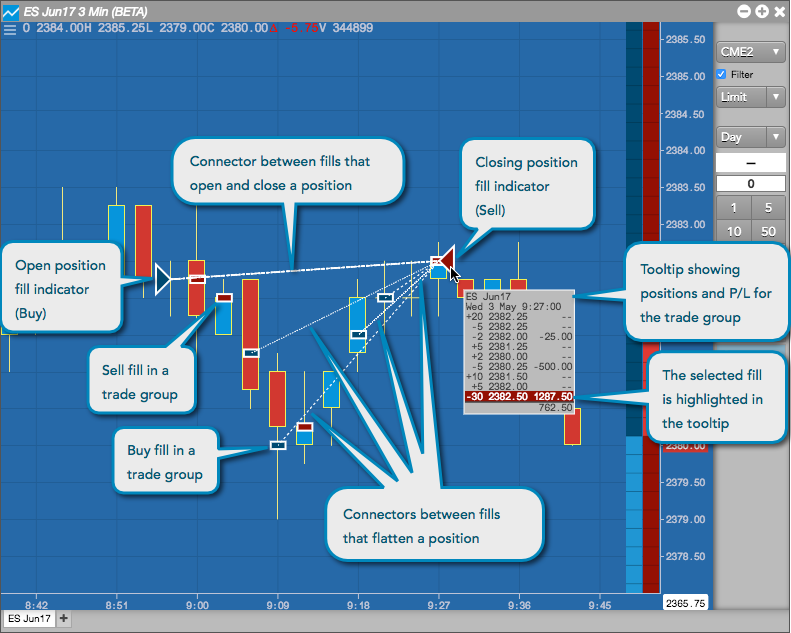 ES Jun17 3 Min (BETA)
O 2384.00H 2385.25L 2379.00C 2380.00 -5.75V 344899
2385.50
CME2
2385.00
Filter
Limit
2384.50
Day
2384.00
Connector between fills that
open and close a position
Closing position
fill indicator
(Sell)
—
2383.50
0
1 5
2383.00
10 50
Open position
fill indicator
(Buy)
Tooltip showing
positions and P/L for
the trade group
ES Jun17
Wed 3 May 9:27:00
+20 2382.25 --
-5 2382.25 --
-2 2382.00 -25.00
+5 2381.25 --
+2 2380.00 --
-5 2381.25 -500.00
+10 2381.50 --
+5 2382.00 --
-30 2382.50 1287.50
762.50
Sell fill in a
trade group
The selected fill
is highlighted in
the tooltip
Buy fill in a
trade group
2380.00
2379.50
Connectors between fills
that flatten a position
2379.00
2378.50
8:42 8:51 9:00 9:09 9:18 9:27 9:36 9:45
2365.75
ES Jun17 +